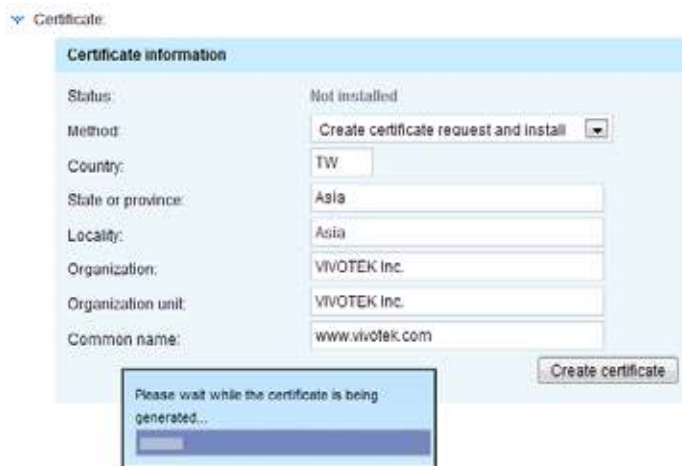 Certificate:
Certificate information
Status: Not installed
Method: Create certificate request and install
Country: TW
State or province: Asia
Locality: Asia
Organization: VIVOTEK Inc.
Organization unit: VIVOTEK Inc.
Common name: www.vivotek.com
Create certificate
Please wait while the certificate is being
generated...